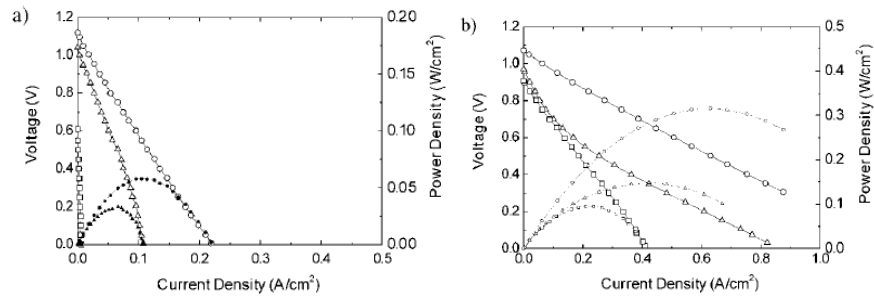 a)
1.2
1.0
0.8
0.6
0.4
0.2
0.0
Voltage (V)
0.0 0.1 0.2 0.3 0.4 0.5
Current Density (A/cm²)
0.20
0.15
0.10
0.05
0.00
Power Density (W/cm²)
b)
1.2
1.0
0.8
0.6
0.4
0.2
0.0
Voltage (V)
0.0 0.2 0.4 0.6 0.8 1.0
Current Density (A/cm²)
0.5
0.4
0.3
0.2
0.1
0.0
Power Density (W/cm²)